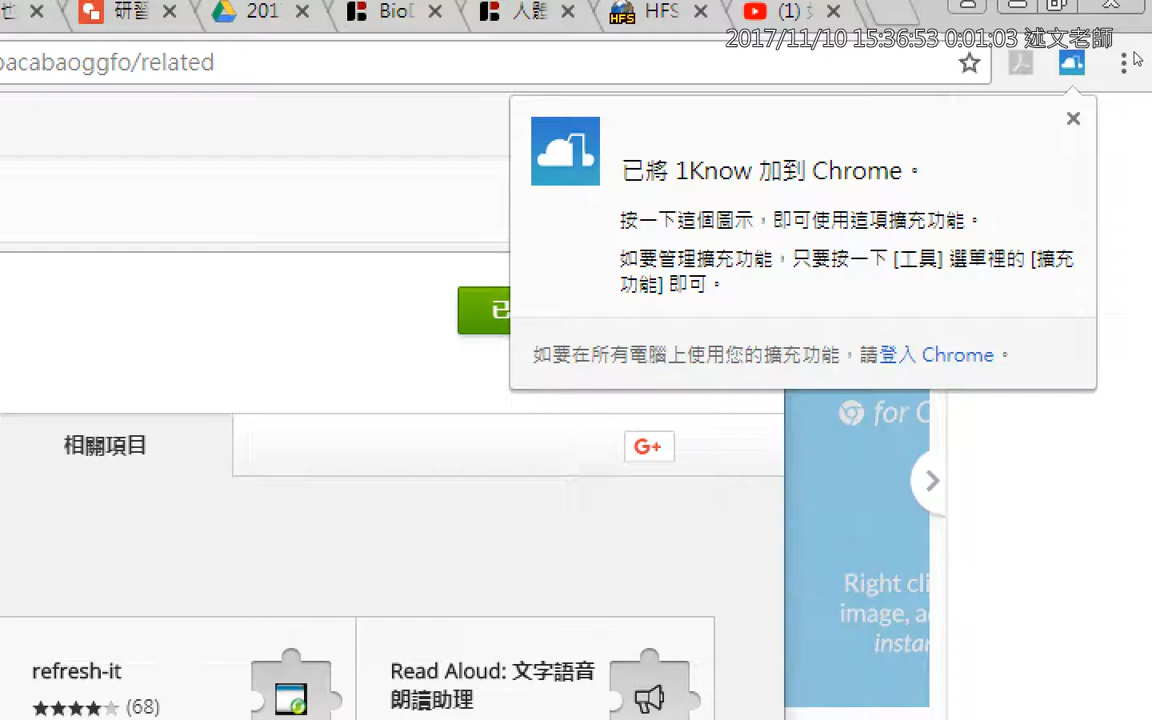 研習
201
BioD
人體
HFS
(1)
2017/11/10 15:36:53 0:01:03 述文老師
pacabaoggfo/related
已將 1Know 加到 Chrome。
按一下這個圖示，即可使用這項擴充功能。
如要管理擴充功能，只要按一下 [工具] 選單裡的 [擴充
功能] 即可。
已
如要在所有電腦上使用您的擴充功能，請登入 Chrome。
for C
相關項目
G+
Right cli
image, a
instan
refresh-it
(68)
Read Aloud: 文字語音
朗讀助理